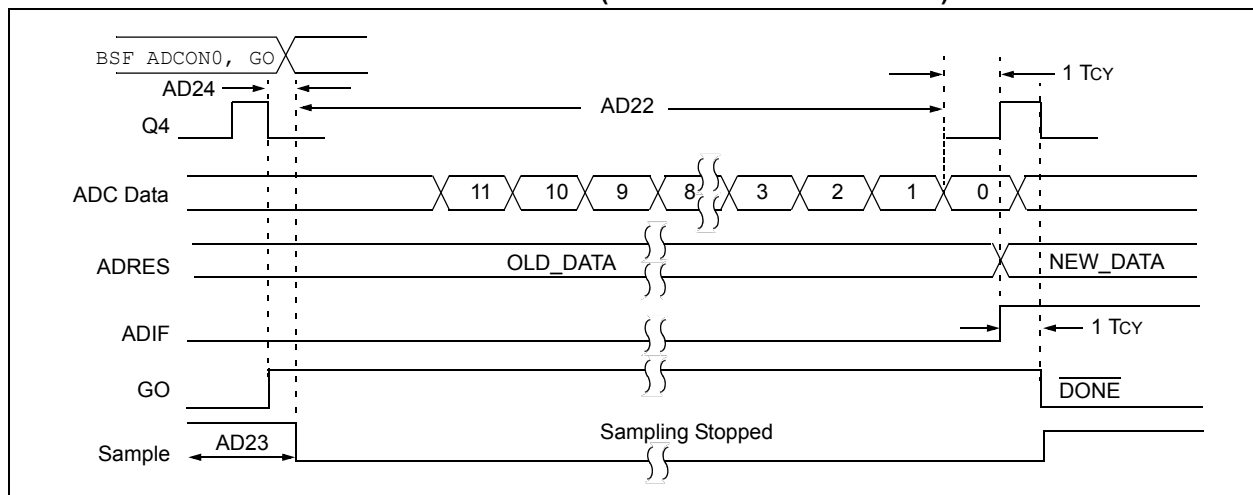 BSF ADCON0, GO
AD24
1 TCY
AD22
Q4
ADC Data
11 10 9 8 3 2 1 0
ADRES
OLD_DATA
NEW_DATA
ADIF
1 TCY
GO
DONE
Sampling Stopped
AD23
Sample